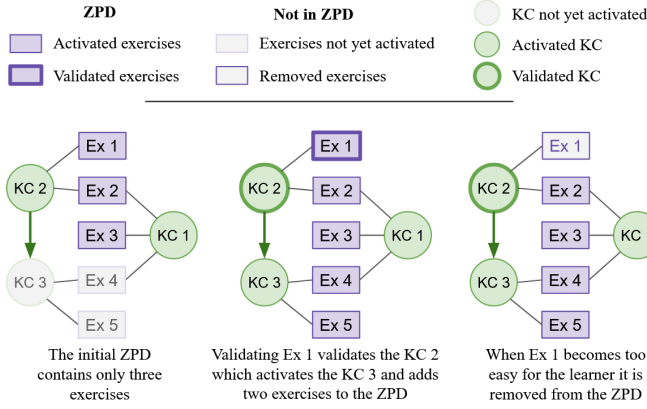 ZPD
Not in ZPD
KC not yet activated
Activated exercises
Exercises not yet activated
Activated KC
Validated exercises
Removed exercises
Validated KC
Ex 1
KC 2
Ex 2
Ex 3
KC 1
KC 3
Ex 4
Ex 5
The initial ZPD
contains only three
exercises
Ex 1
KC 2
Ex 2
Ex 3
KC 1
KC 3
Ex 4
Ex 5
Validating Ex 1 validates the KC 2
which activates the KC 3 and adds
two exercises to the ZPD
Ex 1
KC 2
Ex 2
Ex 3
KC 1
KC 3
Ex 4
Ex 5
When Ex 1 becomes too
easy for the learner it is
removed from the ZPD